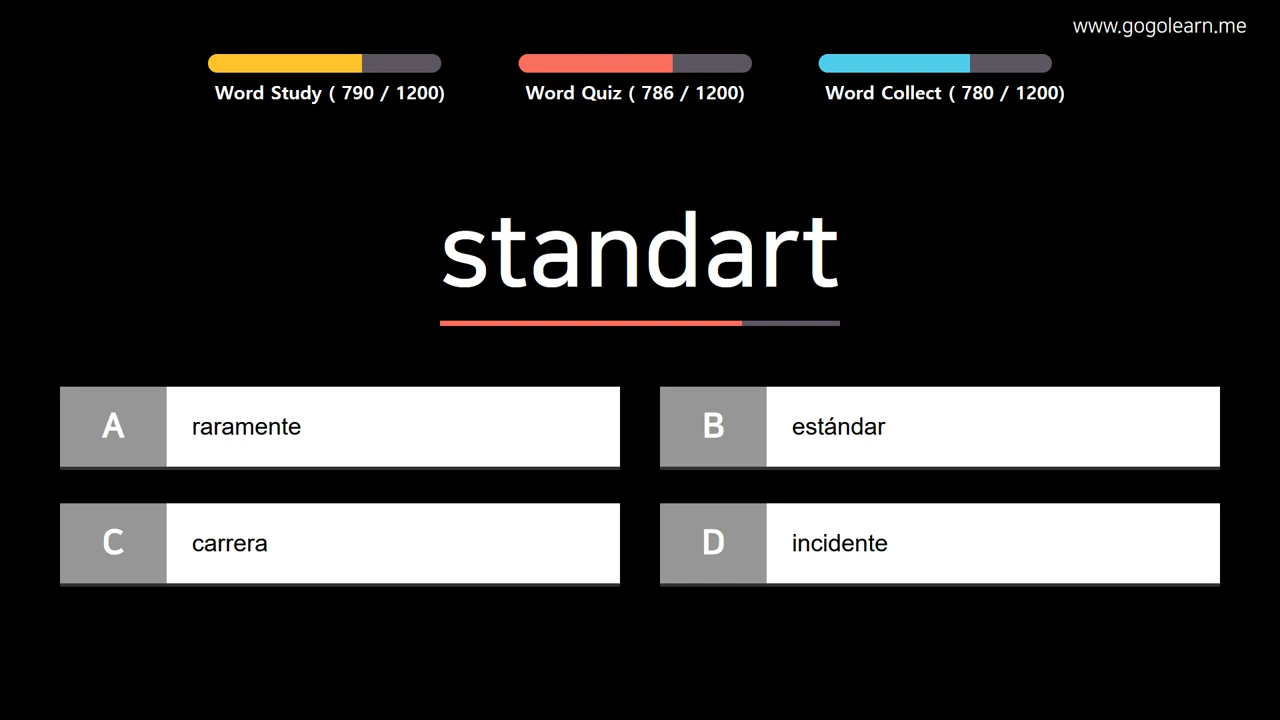 www.gogolearn.me
Word Study ( 790 / 1200)
Word Quiz ( 786 / 1200)
Word Collect ( 780 / 1200)
standart
A raramente
B estándar
C carrera
D incidente